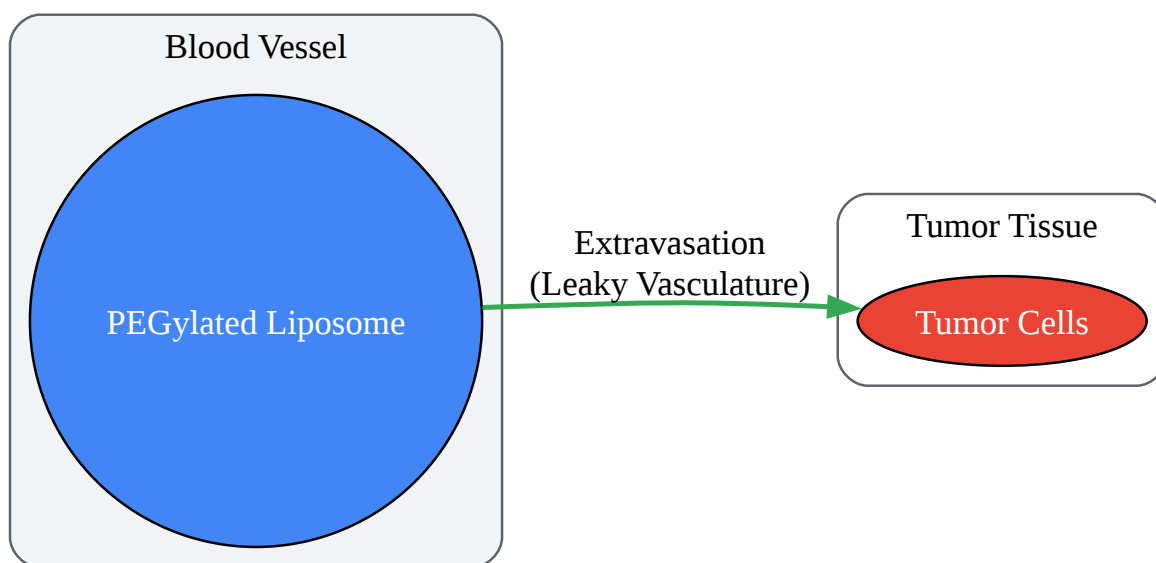 Blood Vessel
PEGylated Liposome
Extravasation
(Leaky Vasculature)
Tumor Tissue
Tumor Cells